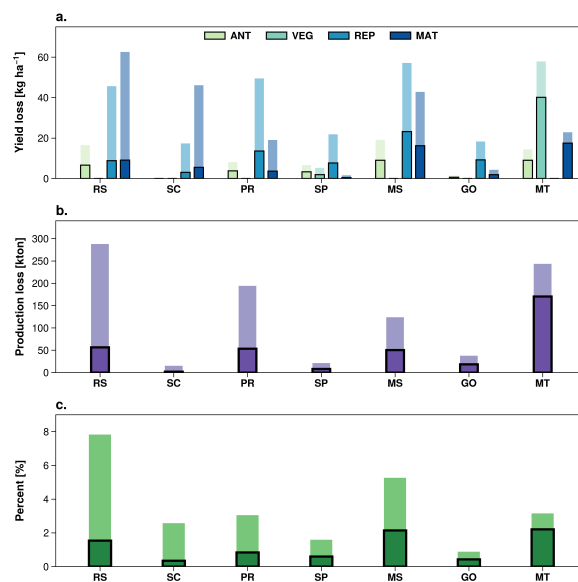 a.
ANT VEG REP MAT
Yield loss [kg ha⁻¹]
60
40
20
0
RS SC PR SP MS GO MT
b.
Production loss [kton]
300
250
200
150
100
50
0
RS SC PR SP MS GO MT
c.
Percent [%]
8
6
4
2
0
RS SC PR SP MS GO MT